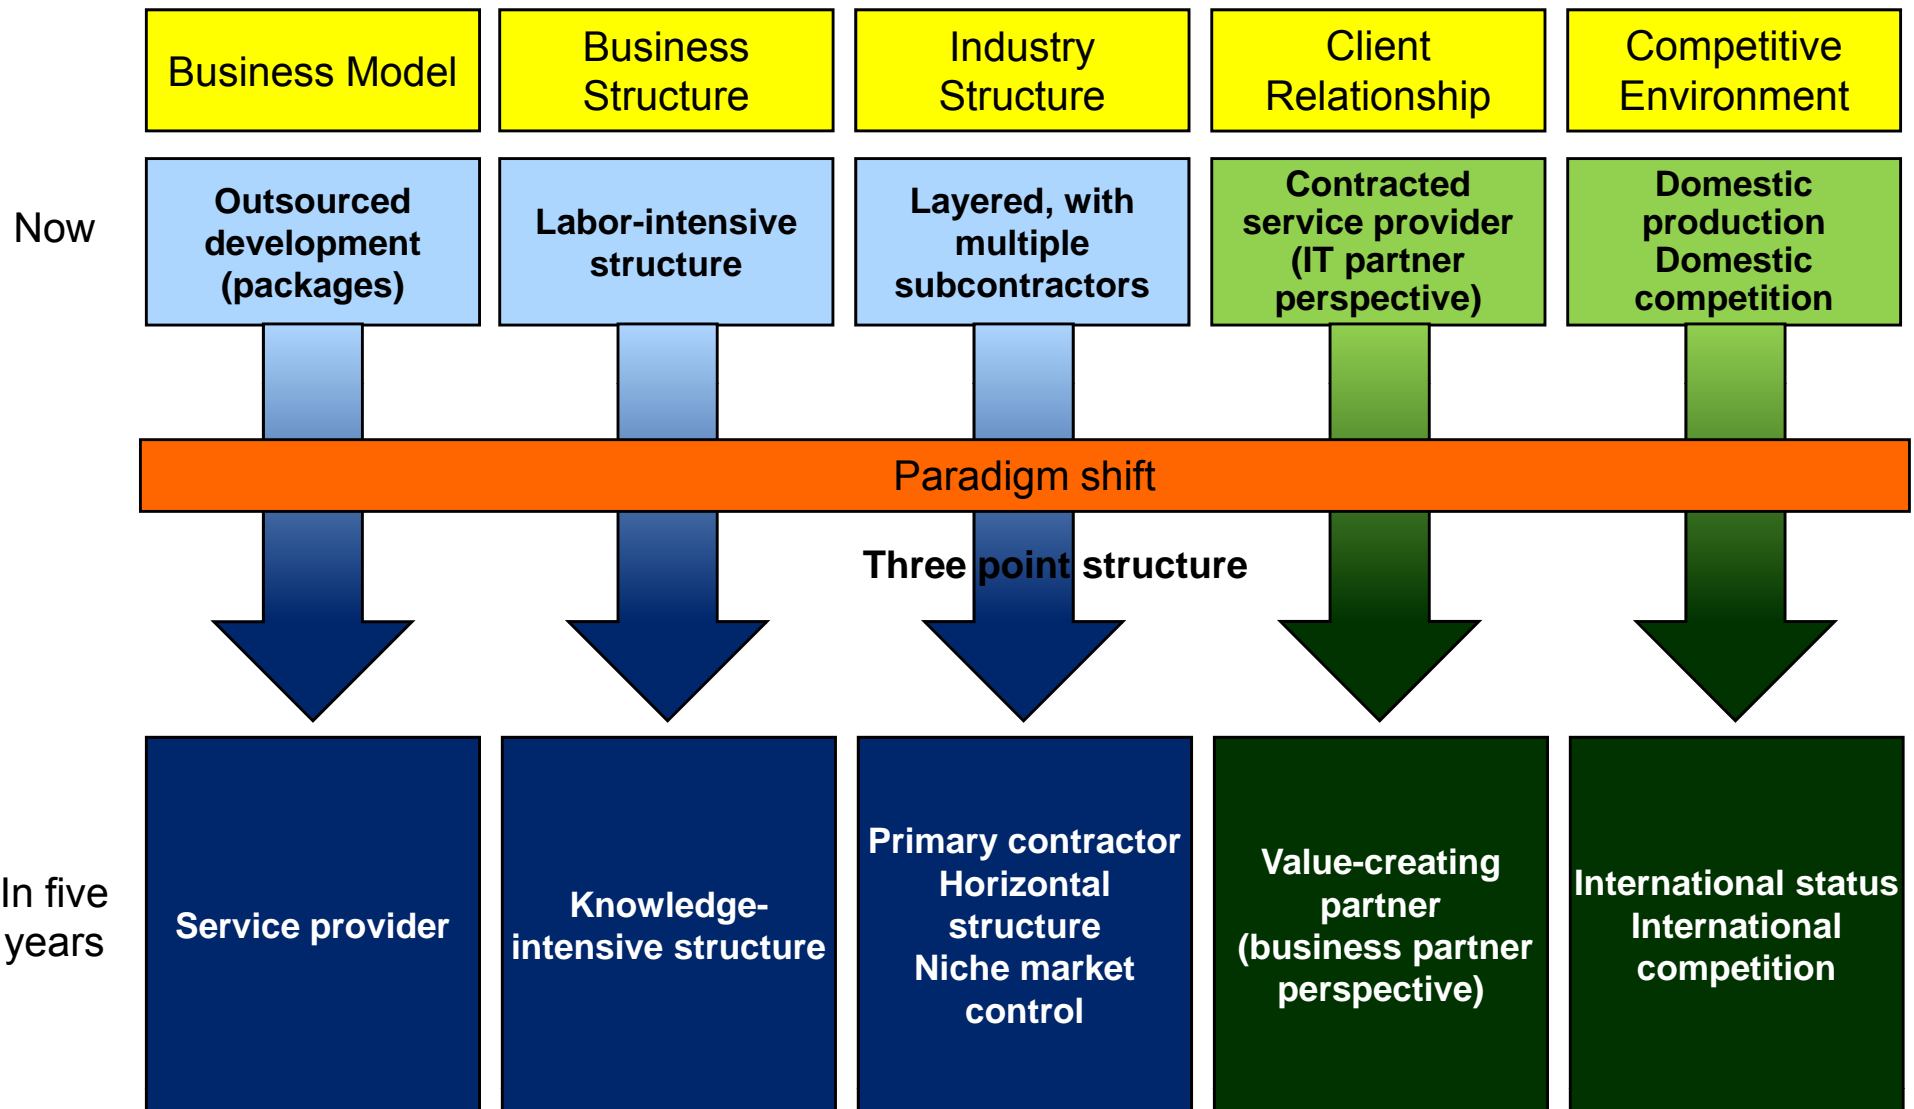 Business Model
Business
Structure
Industry
Structure
Client
Relationship
Competitive
Environment
Now
Outsourced
development
(packages)
Labor-intensive
structure
Layered, with
multiple
subcontractors
Contracted
service provider
(IT partner
perspective)
Domestic
production
Domestic
competition
Paradigm shift
Three point structure
In five
years
Service provider
Knowledge-
intensive structure
Primary contractor
Horizontal
structure
Niche market
control
Value-creating
partner
(business partner
perspective)
International status
International
competition